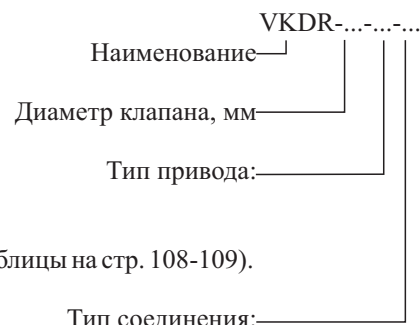 VKDR-...-...-...
Наименование
Диаметр клапана, мм
Тип привода:
блицы на стр. 108-109).
Тип соединения: